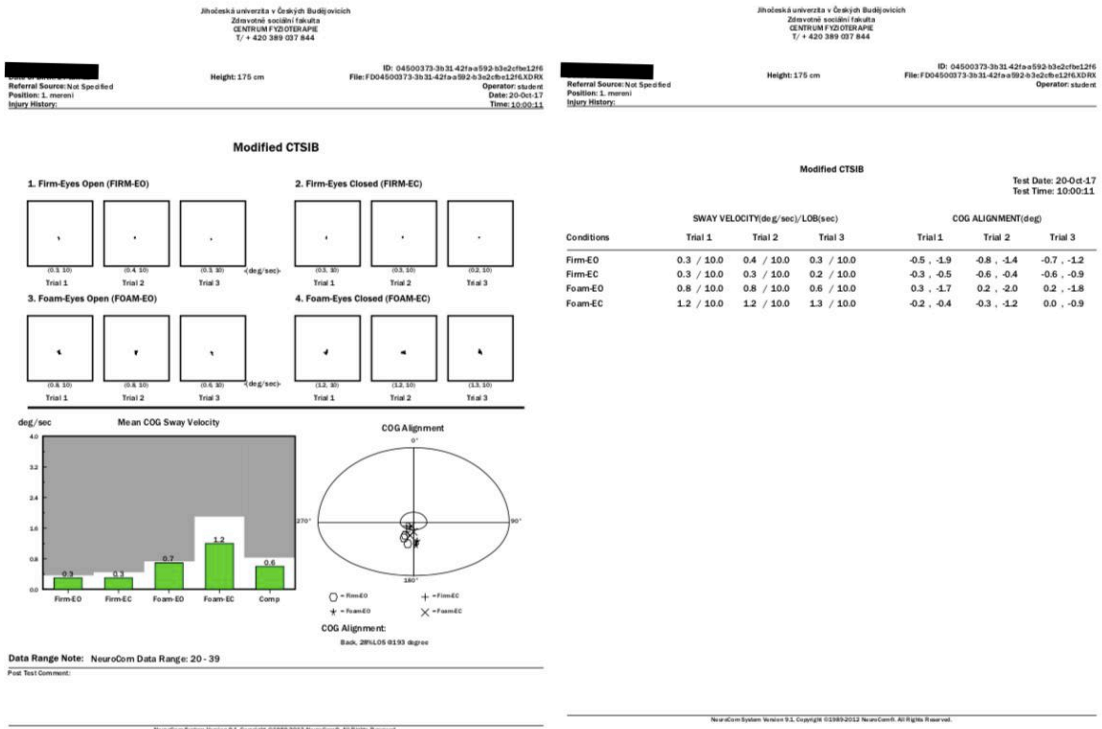 Jihočeská univerzita v Českých Budějovicích
Zdravotně sociální fakulta
CENTRUM FYZIOTERAPIE
T/ + 420 389 037 844
ID: 04500373-3b31-42fa-a592-b3e2cfbe12f6
Height: 175 cm
File: FD04500373-3b31-42fa-a592-b3e2cfbe12f6.XDRX
Referral Source: Not Specified
Operator: student
Position: 1. mereni
Date: 20-Oct-17
Injury History:
Time: 10:00:11
Modified CTSIB
1. Firm-Eyes Open (FIRM-EO)
2. Firm-Eyes Closed (FIRM-EC)
(0.3, 10) (0.4, 10) (0.3, 10) -(deg/sec)- (0.3, 10) (0.3, 10) (0.2, 10)
Trial 1 Trial 2 Trial 3 Trial 1 Trial 2 Trial 3
3. Foam-Eyes Open (FOAM-EO)
4. Foam-Eyes Closed (FOAM-EC)
(0.8, 10) (0.8, 10) (0.6, 10) -(deg/sec)- (1.2, 10) (1.2, 10) (1.3, 10)
Trial 1 Trial 2 Trial 3 Trial 1 Trial 2 Trial 3
deg/sec
Mean COG Sway Velocity
4.0
3.2
2.4
1.6
0.8
0.0
0.3
0.3
0.7
1.2
0.6
Firm-EO Firm-EC Foam-EO Foam-EC Comp
COG Alignment
0°
270°
90°
180°
= Firm-EO
= Firm-EC
= Foam-EO
= Foam-EC
COG Alignment:
Back, 28%LOS @193 degree
Data Range Note: NeuroCom Data Range: 20 - 39
Post Test Comment:
Jihočeská univerzita v Českých Budějovicích
Zdravotně sociální fakulta
CENTRUM FYZIOTERAPIE
T/ + 420 389 037 844
ID: 04500373-3b31-42fa-a592-b3e2cfbe12f6
Height: 175 cm
File: FD04500373-3b31-42fa-a592-b3e2cfbe12f6.XDRX
Referral Source: Not Specified
Operator: student
Position: 1. mereni
Injury History:
Modified CTSIB
Test Date: 20-Oct-17
Test Time: 10:00:11
SWAY VELOCITY(deg/sec)/LOB(sec) COG ALIGNMENT(deg)
Conditions Trial 1 Trial 2 Trial 3 Trial 1 Trial 2 Trial 3
Firm-EO 0.3 / 10.0 0.4 / 10.0 0.3 / 10.0 -0.5 , -1.9 -0.8 , -1.4 -0.7 , -1.2
Firm-EC 0.3 / 10.0 0.3 / 10.0 0.2 / 10.0 -0.3 , -0.5 -0.6 , -0.4 -0.6 , -0.9
Foam-EO 0.8 / 10.0 0.8 / 10.0 0.6 / 10.0 0.3 , -1.7 0.2 , -2.0 0.2 , -1.8
Foam-EC 1.2 / 10.0 1.2 / 10.0 1.3 / 10.0 -0.2 , -0.4 -0.3 , -1.2 0.0 , -0.9
NeuroCom System Version 9.1, Copyright ©1989-2012 NeuroCom®. All Rights Reserved.